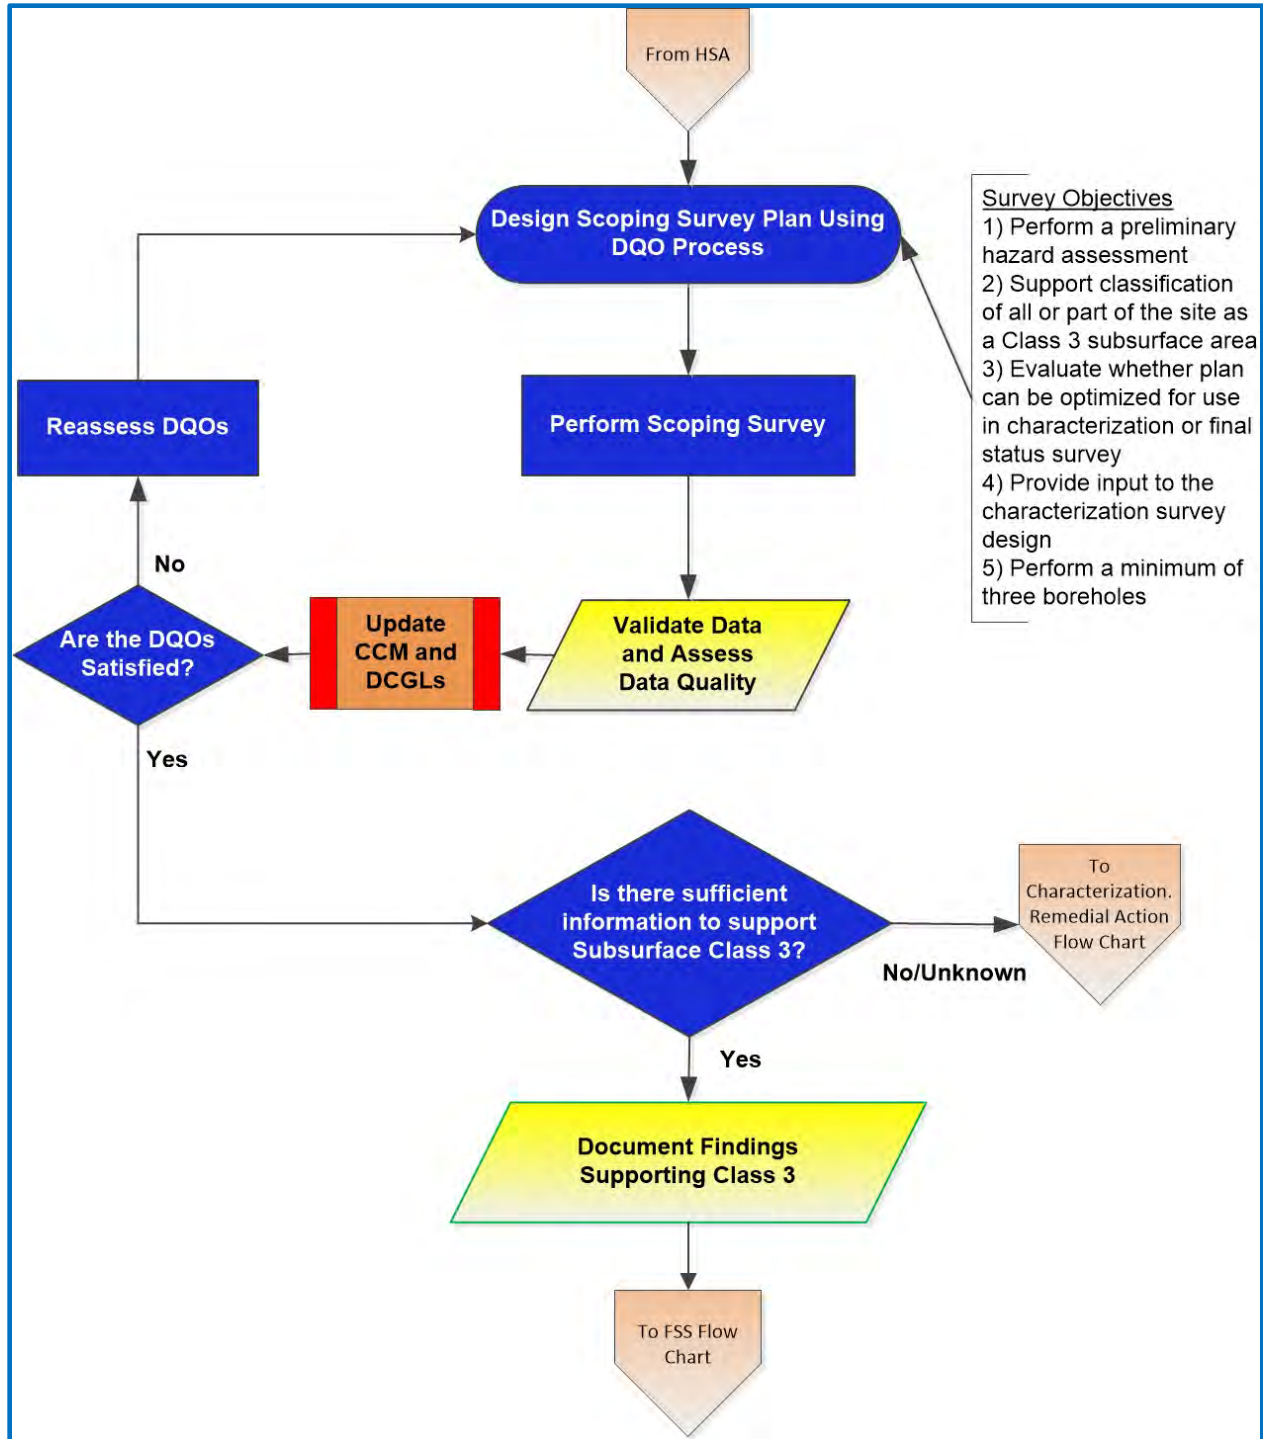 From HSA
Design Scoping Survey Plan Using
DQO Process
Survey Objectives
1) Perform a preliminary
hazard assessment
2) Support classification
of all or part of the site as
a Class 3 subsurface area
3) Evaluate whether plan
can be optimized for use
in characterization or final
status survey
4) Provide input to the
characterization survey
design
5) Perform a minimum of
three boreholes
Reassess DQOs
Perform Scoping Survey
No
Are the DQOs
Satisfied?
Update
CCM and
DCGLs
Validate Data
and Assess
Data Quality
Yes
Is there sufficient
information to support
Subsurface Class 3?
To
Characterization.
Remedial Action
Flow Chart
No/Unknown
Yes
Document Findings
Supporting Class 3
To FSS Flow
Chart